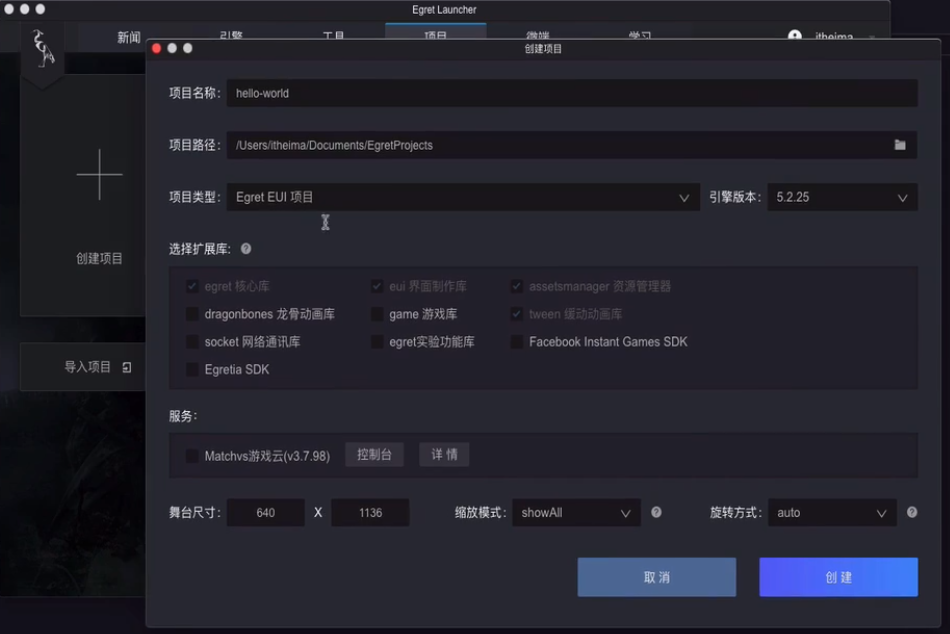 Egret Launcher
新闻 引擎 工具 项目 微端 学习 itheima
创建项目
项目名称: hello-world
项目路径: /Users/itheima/Documents/EgretProjects
项目类型: Egret EUI 项目 引擎版本: 5.2.25
选择扩展库: ?
创建项目
egret 核心库 eui 界面制作库 assetsmanager 资源管理器
dragonbones 龙骨动画库 game 游戏库 tween 缓动动画库
socket 网络通讯库 egret实验功能库 Facebook Instant Games SDK
导入项目
Egretia SDK
服务:
Matchvs游戏云(v3.7.98) 控制台 详 情
舞台尺寸: 640 X 1136 缩放模式: showAll ? 旋转方式: auto ?
取 消 创 建